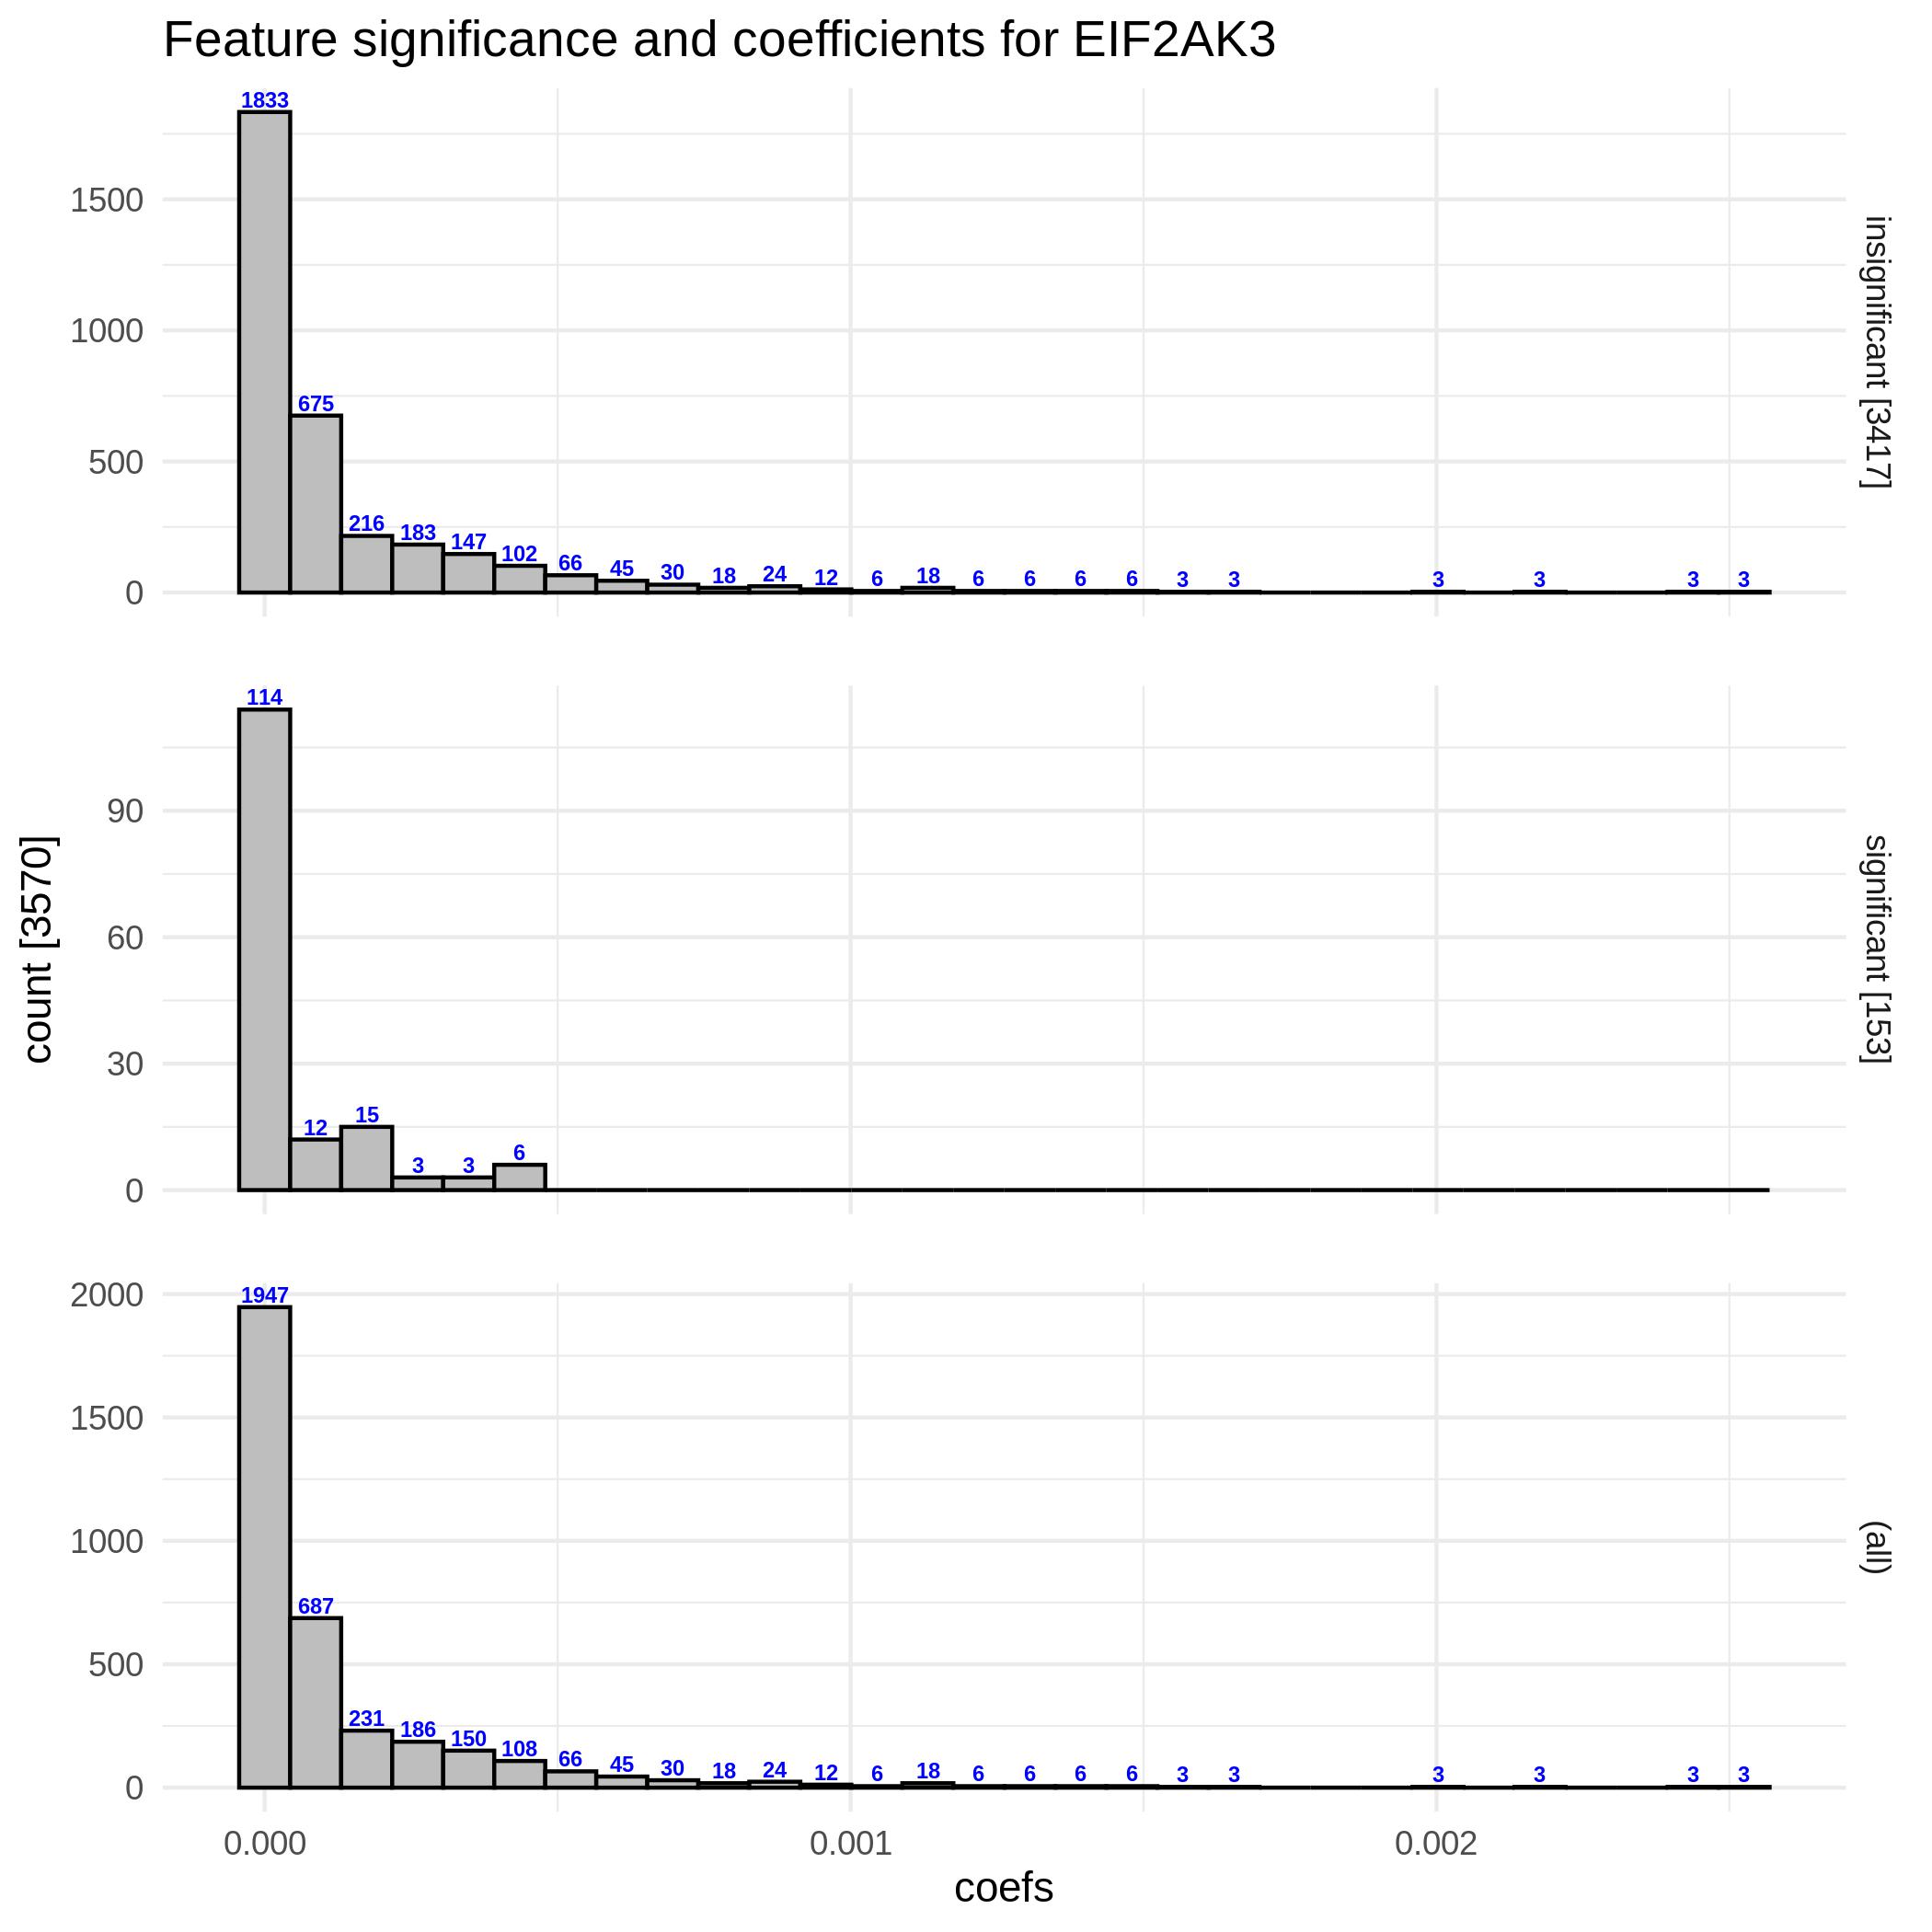 Feature significance and coefficients for EIF2AK3
1833
675
216 183 147 102 66 45 30 18 24 12 6 18 6 6 6 6 3 3 3 3 3 3
1500
1000
500
0
insignificant [3417]
114
12 15 3 3 6
90
60
30
0
significant [153]
count [3570]
1947
687
231 186 150 108 66 45 30 18 24 12 6 18 6 6 6 6 3 3 3 3 3 3
2000
1500
1000
500
0
(all)
0.000 0.001 0.002
coefs